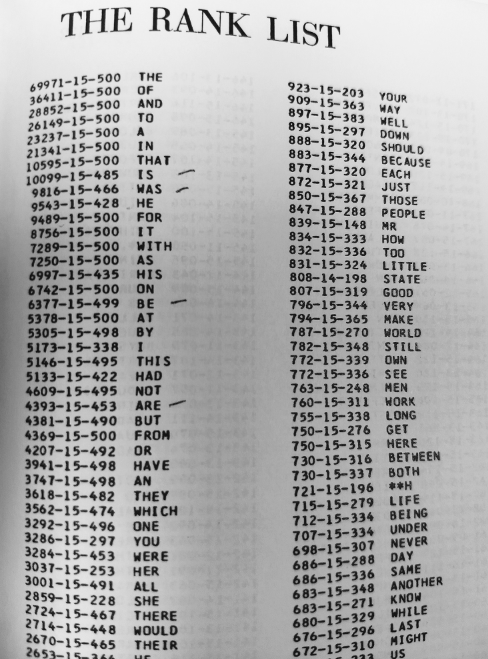 THE RANK LIST
69971-15-500 THE
36411-15-500 OF
28852-15-500 AND
26149-15-500 TO
23237-15-500 A
21341-15-500 IN
10595-15-500 THAT
10099-15-485 IS
9816-15-466 WAS
9543-15-428 HE
9489-15-500 FOR
8756-15-500 IT
7289-15-500 WITH
7250-15-500 AS
6997-15-435 HIS
6742-15-500 ON
6377-15-499 BE
5378-15-500 AT
5305-15-498 BY
5173-15-338 I
5146-15-495 THIS
5133-15-422 HAD
4609-15-495 NOT
4393-15-453 ARE
4381-15-490 BUT
4369-15-500 FROM
4207-15-492 OR
3941-15-498 HAVE
3747-15-498 AN
3618-15-482 THEY
3562-15-474 WHICH
3292-15-496 ONE
3286-15-297 YOU
3284-15-453 WERE
3037-15-253 HER
3001-15-491 ALL
2859-15-228 SHE
2724-15-467 THERE
2714-15-448 WOULD
2670-15-465 THEIR
923-15-203 YOUR
909-15-363 WAY
897-15-383 WELL
895-15-297 DOWN
888-15-320 SHOULD
883-15-344 BECAUSE
877-15-320 EACH
872-15-321 JUST
850-15-367 THOSE
847-15-288 PEOPLE
839-15-148 MR
834-15-333 HOW
832-15-336 TOO
831-15-324 LITTLE
808-14-198 STATE
807-15-319 GOOD
796-15-344 VERY
794-15-365 MAKE
787-15-270 WORLD
782-15-348 STILL
772-15-339 OWN
772-15-336 SEE
763-15-248 MEN
760-15-311 WORK
755-15-338 LONG
750-15-276 GET
750-15-315 HERE
730-15-316 BETWEEN
730-15-337 BOTH
721-15-196 **H
715-15-279 LIFE
712-15-334 BEING
707-15-334 UNDER
698-15-307 NEVER
686-15-288 DAY
686-15-336 SAME
683-15-348 ANOTHER
683-15-271 KNOW
680-15-329 WHILE
676-15-296 LAST
672-15-310 MIGHT
US